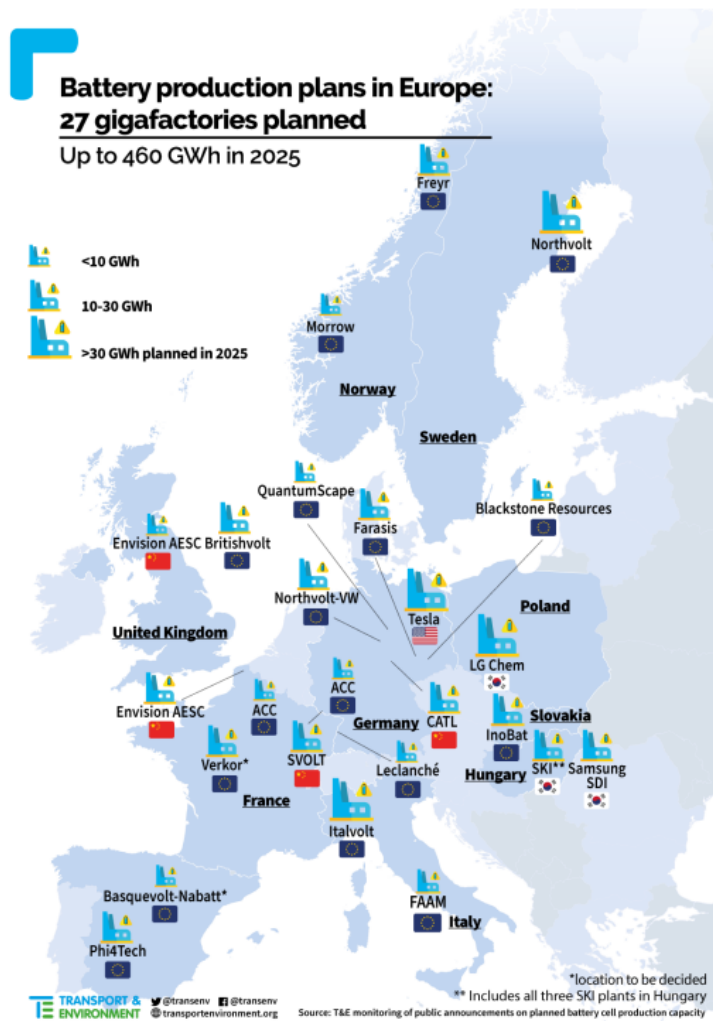 Battery production plans in Europe:
27 gigafactories planned
Up to 460 GWh in 2025
Freyr
Northvolt
<10 GWh
10-30 GWh
>30 GWh planned in 2025
Morrow
Norway
Sweden
QuantumScape
Blackstone Resources
Farasis
Envision AESC
Britishvolt
Northvolt-VW
Tesla
Poland
United Kingdom
LG Chem
ACC
Envision AESC
ACC
Germany
CATL
Slovakia
InoBat
Verkor*
SVOLT
Leclanché
Hungary
SKI**
Samsung
SDI
France
Italvolt
Basquevolt-Nabatt*
FAAM
Italy
Phi4Tech
*location to be decided
** Includes all three SKI plants in Hungary
TE TRANSPORT &
ENVIRONMENT
@transenv @transenv
transportenvironment.org
Source: T&E monitoring of public announcements on planned battery cell production capacity